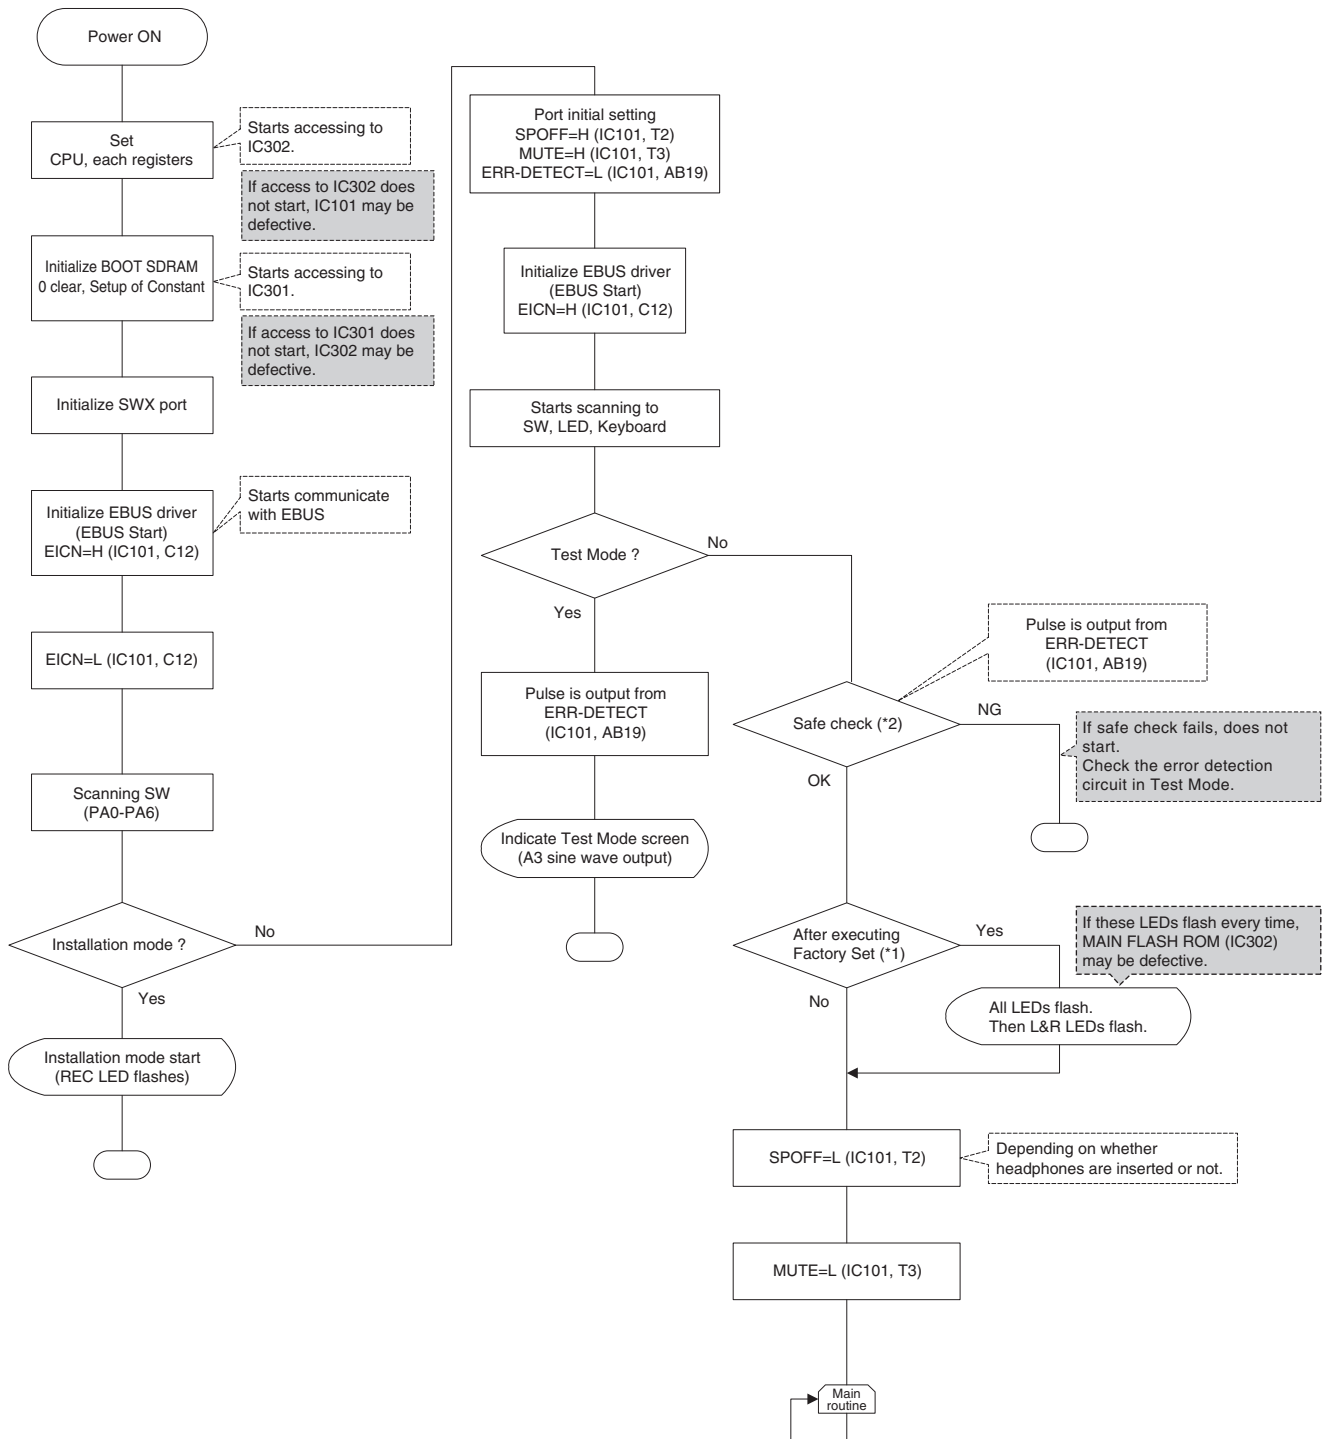 Power ON
Set
CPU, each registers
Starts accessing to
IC302.
If access to IC302 does
not start, IC101 may be
defective.
Initialize BOOT SDRAM
0 clear, Setup of Constant
Starts accessing to
IC301.
If access to IC301 does
not start, IC302 may be
defective.
Initialize SWX port
Initialize EBUS driver
(EBUS Start)
EICN=H (IC101, C12)
Starts communicate
with EBUS
EICN=L (IC101, C12)
Scanning SW
(PA0-PA6)
Installation mode ?
No
Yes
Installation mode start
(REC LED flashes)
Port initial setting
SPOFF=H (IC101, T2)
MUTE=H (IC101, T3)
ERR-DETECT=L (IC101, AB19)
Initialize EBUS driver
(EBUS Start)
EICN=H (IC101, C12)
Starts scanning to
SW, LED, Keyboard
Test Mode ?
No
Yes
Pulse is output from
ERR-DETECT
(IC101, AB19)
Indicate Test Mode screen
(A3 sine wave output)
Pulse is output from
ERR-DETECT
(IC101, AB19)
Safe check (*2)
NG
OK
If safe check fails, does not
start.
Check the error detection
circuit in Test Mode.
After executing
Factory Set (*1)
Yes
No
If these LEDs flash every time,
MAIN FLASH ROM (IC302)
may be defective.
All LEDs flash.
Then L&R LEDs flash.
SPOFF=L (IC101, T2)
Depending on whether
headphones are inserted or not.
MUTE=L (IC101, T3)
Main
routine